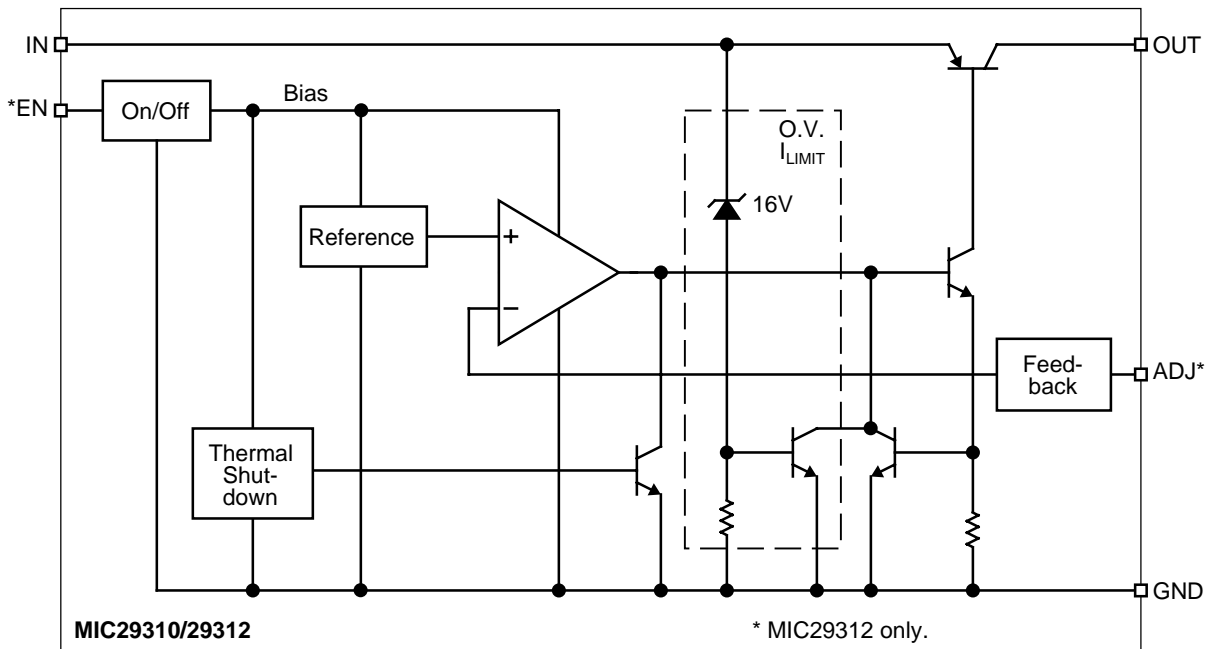 IN
OUT
*EN
On/Off
Bias
O.V.
I_LIMIT
16V
Reference
+
−
Feed-
back
ADJ*
Thermal
Shut-
down
GND
MIC29310/29312
* MIC29312 only.